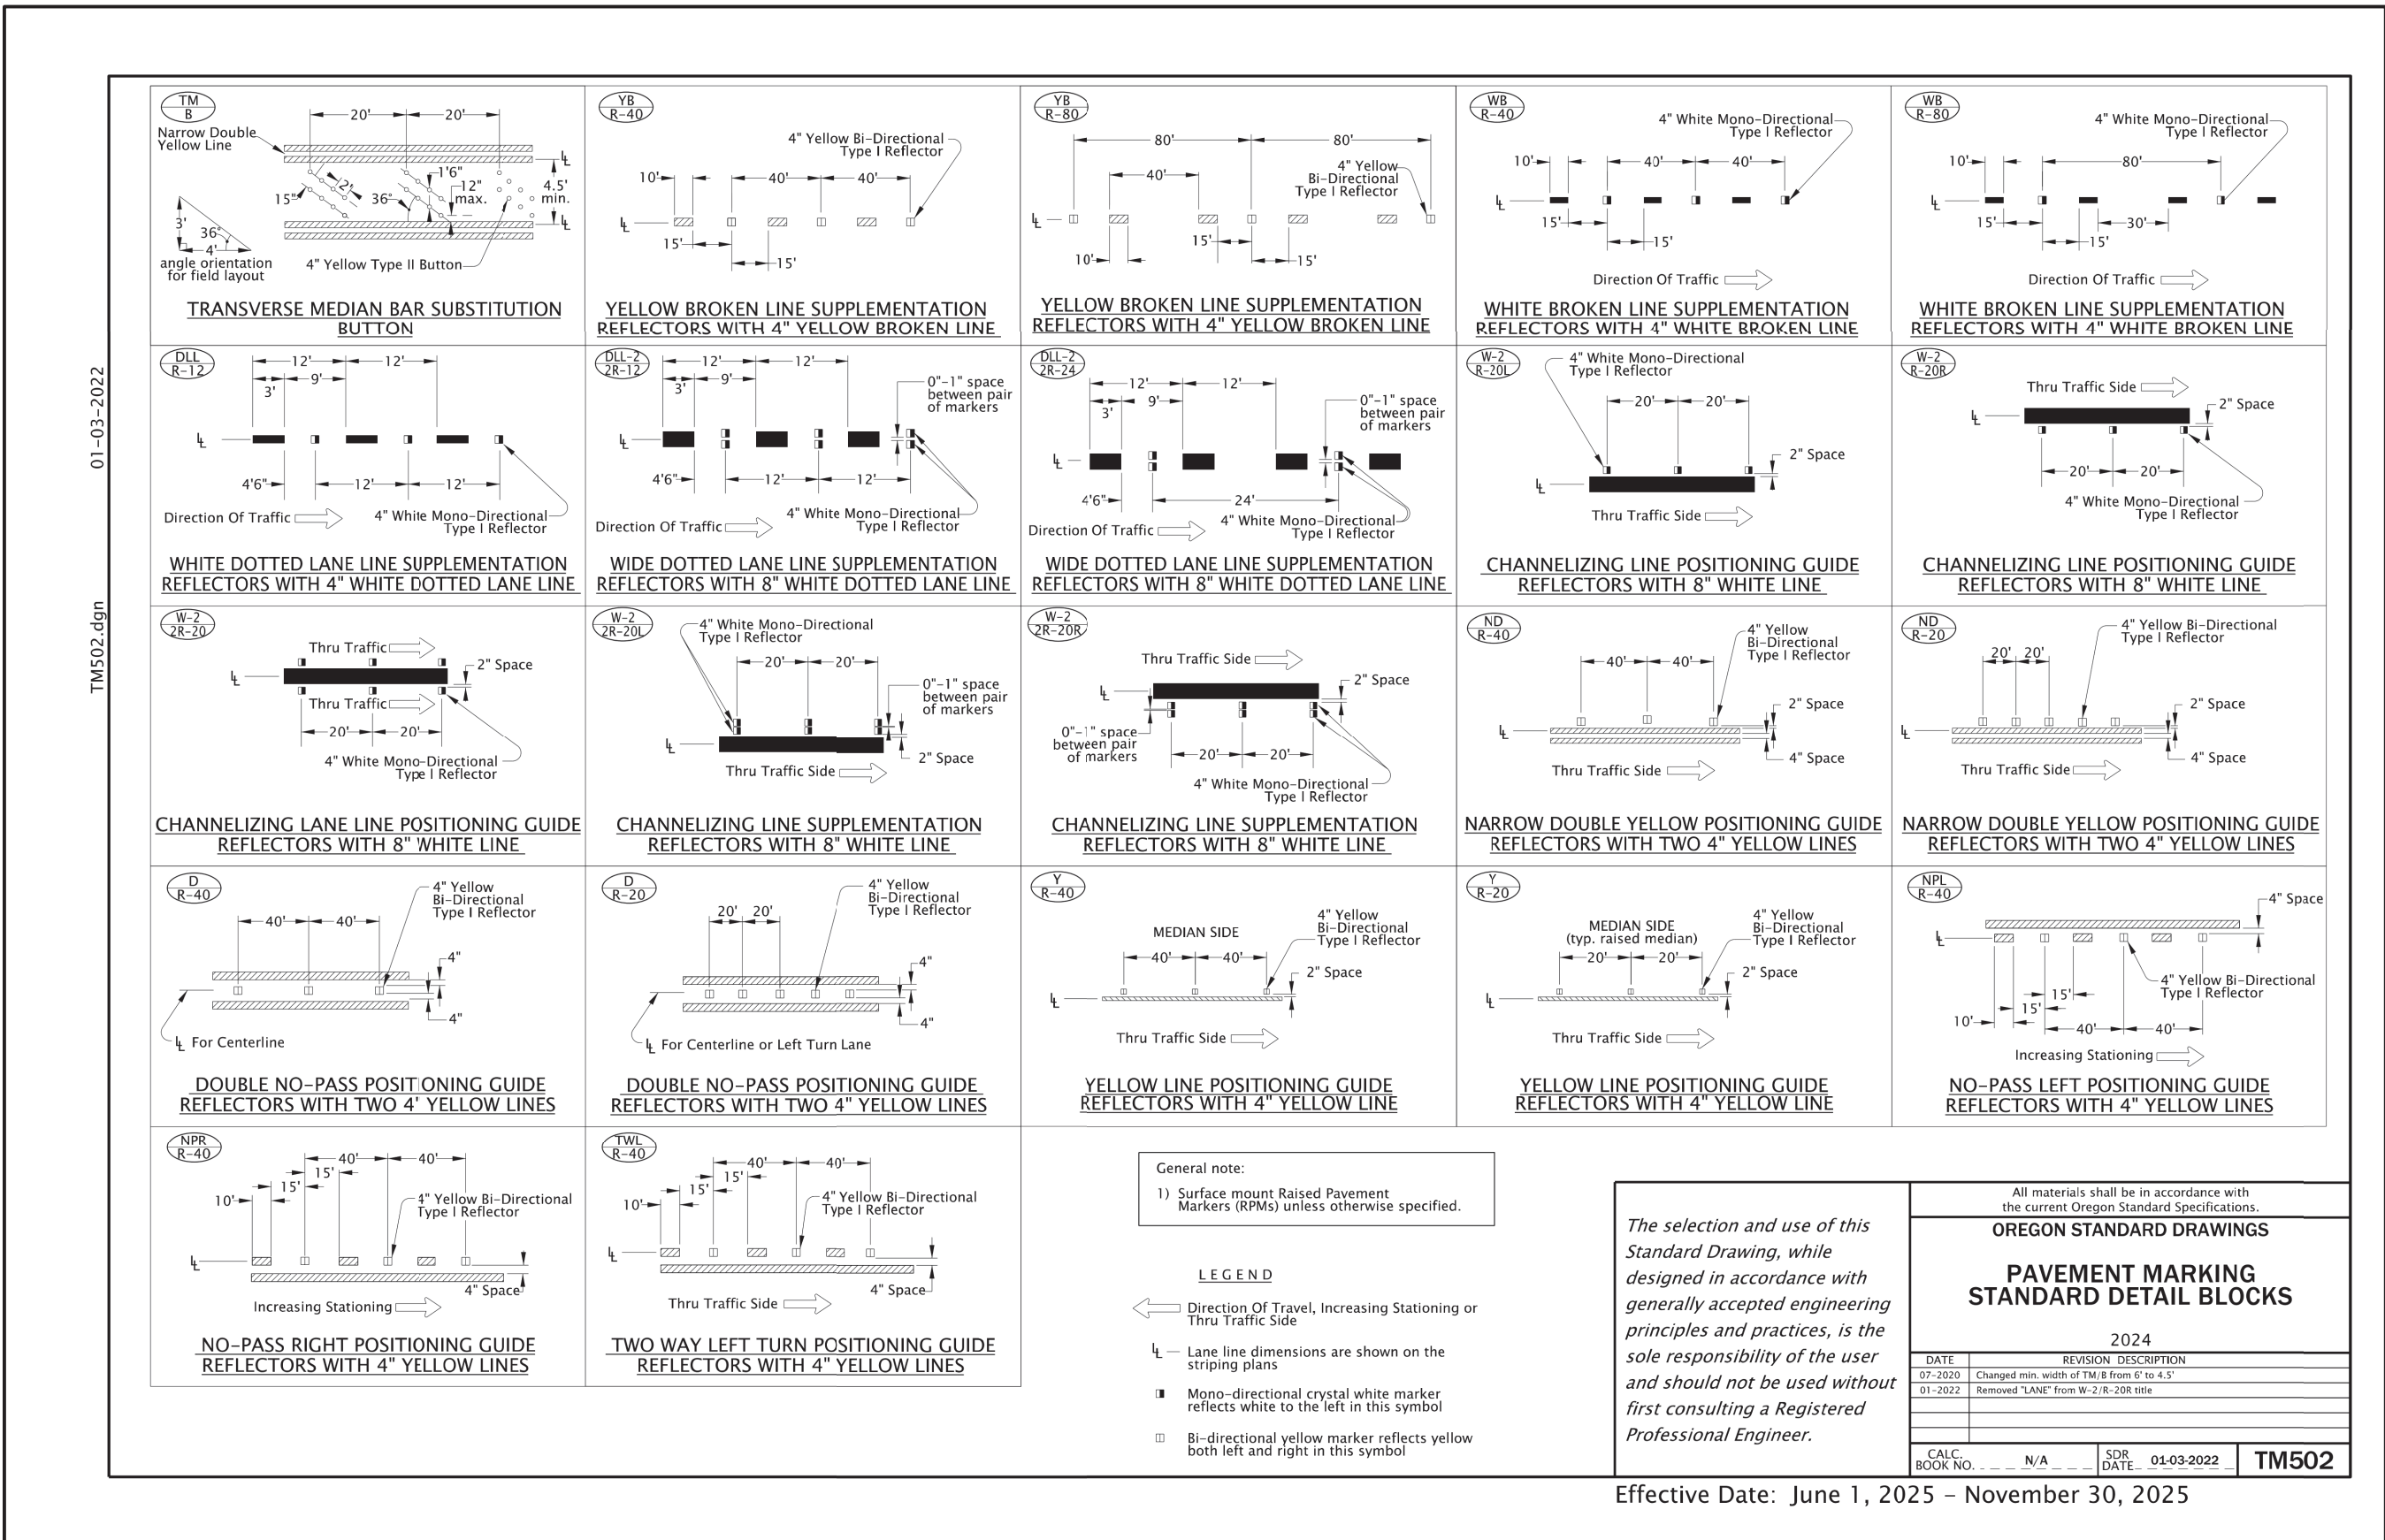 01-03-2022
TM502.dgn
TM
B
Narrow Double
Yellow Line
20'
20'
15"
2'
36°
1'6"
12"
max.
4.5'
min.
3'
36°
4'
angle orientation
for field layout
4" Yellow Type II Button
TRANSVERSE MEDIAN BAR SUBSTITUTION
BUTTON
YB
R-40
4" Yellow Bi-Directional
Type I Reflector
10'
40'
40'
15'
15'
YELLOW BROKEN LINE SUPPLEMENTATION
REFLECTORS WITH 4" YELLOW BROKEN LINE
YB
R-80
80'
80'
4" Yellow
Bi-Directional
Type I Reflector
40'
15'
10'
15'
YELLOW BROKEN LINE SUPPLEMENTATION
REFLECTORS WITH 4" YELLOW BROKEN LINE
WB
R-40
4" White Mono-Directional
Type I Reflector
10'
40'
40'
15'
15'
Direction Of Traffic
WHITE BROKEN LINE SUPPLEMENTATION
REFLECTORS WITH 4" WHITE BROKEN LINE
WB
R-80
4" White Mono-Directional
Type I Reflector
10'
80'
15'
30'
15'
Direction Of Traffic
WHITE BROKEN LINE SUPPLEMENTATION
REFLECTORS WITH 4" WHITE BROKEN LINE
DLL
R-12
12'
12'
9'
3'
4'6"
12'
12'
Direction Of Traffic
4" White Mono-Directional
Type I Reflector
WHITE DOTTED LANE LINE SUPPLEMENTATION
REFLECTORS WITH 4" WHITE DOTTED LANE LINE
DLL-2
2R-12
12'
12'
9'
3'
0"-1" space
between pair
of markers
4'6"
12'
12'
4" White Mono-Directional
Type I Reflector
Direction Of Traffic
WIDE DOTTED LANE LINE SUPPLEMENTATION
REFLECTORS WITH 8" WHITE DOTTED LANE LINE
DLL-2
2R-24
12'
12'
9'
3'
0"-1" space
between pair
of markers
4'6"
24'
4" White Mono-Directional
Type I Reflector
Direction Of Traffic
WIDE DOTTED LANE LINE SUPPLEMENTATION
REFLECTORS WITH 8" WHITE DOTTED LANE LINE
W-2
R-20L
4" White Mono-Directional
Type I Reflector
20'
20'
2" Space
Thru Traffic Side
CHANNELIZING LINE POSITIONING GUIDE
REFLECTORS WITH 8" WHITE LINE
W-2
R-20R
Thru Traffic Side
2" Space
20'
20'
4" White Mono-Directional
Type I Reflector
CHANNELIZING LINE POSITIONING GUIDE
REFLECTORS WITH 8" WHITE LINE
W-2
2R-20
Thru Traffic
2" Space
Thru Traffic
20'
20'
4" White Mono-Directional
Type I Reflector
CHANNELIZING LANE LINE POSITIONING GUIDE
REFLECTORS WITH 8" WHITE LINE
W-2
2R-20L
4" White Mono-Directional
Type I Reflector
20'
20'
0"-1" space
between pair
of markers
2" Space
Thru Traffic Side
CHANNELIZING LINE SUPPLEMENTATION
REFLECTORS WITH 8" WHITE LINE
W-2
2R-20R
Thru Traffic Side
2" Space
0"-1" space
between pair
of markers
20'
20'
4" White Mono-Directional
Type I Reflector
CHANNELIZING LINE SUPPLEMENTATION
REFLECTORS WITH 8" WHITE LINE
ND
R-40
4" Yellow
Bi-Directional
Type I Reflector
40'
40'
2" Space
4" Space
Thru Traffic Side
NARROW DOUBLE YELLOW POSITIONING GUIDE
REFLECTORS WITH TWO 4" YELLOW LINES
ND
R-20
4" Yellow Bi-Directional
Type I Reflector
20'
20'
2" Space
4" Space
Thru Traffic Side
NARROW DOUBLE YELLOW POSITIONING GUIDE
REFLECTORS WITH TWO 4" YELLOW LINES
D
R-40
4" Yellow
Bi-Directional
Type I Reflector
40'
40'
4"
4"
For Centerline
DOUBLE NO-PASS POSITIONING GUIDE
REFLECTORS WITH TWO 4' YELLOW LINES
D
R-20
4" Yellow
Bi-Directional
Type I Reflector
20'
20'
4"
4"
For Centerline or Left Turn Lane
DOUBLE NO-PASS POSITIONING GUIDE
REFLECTORS WITH TWO 4" YELLOW LINES
Y
R-40
4" Yellow
Bi-Directional
Type I Reflector
MEDIAN SIDE
40'
40'
2" Space
Thru Traffic Side
YELLOW LINE POSITIONING GUIDE
REFLECTORS WITH 4" YELLOW LINE
Y
R-20
4" Yellow
Bi-Directional
Type I Reflector
MEDIAN SIDE
(typ. raised median)
20'
20'
2" Space
Thru Traffic Side
YELLOW LINE POSITIONING GUIDE
REFLECTORS WITH 4" YELLOW LINE
NPL
R-40
4" Space
4" Yellow Bi-Directional
Type I Reflector
15'
15'
10'
40'
40'
Increasing Stationing
NO-PASS LEFT POSITIONING GUIDE
REFLECTORS WITH 4" YELLOW LINES
NPR
R-40
40'
40'
15'
15'
10'
4" Yellow Bi-Directional
Type I Reflector
4" Space
Increasing Stationing
NO-PASS RIGHT POSITIONING GUIDE
REFLECTORS WITH 4" YELLOW LINES
TWL
R-40
40'
40'
15'
15'
10'
4" Yellow Bi-Directional
Type I Reflector
4" Space
Thru Traffic Side
TWO WAY LEFT TURN POSITIONING GUIDE
REFLECTORS WITH 4" YELLOW LINES
General note:
1) Surface mount Raised Pavement
Markers (RPMs) unless otherwise specified.
LEGEND
Direction Of Travel, Increasing Stationing or
Thru Traffic Side
Lane line dimensions are shown on the
striping plans
Mono-directional crystal white marker
reflects white to the left in this symbol
Bi-directional yellow marker reflects yellow
both left and right in this symbol
The selection and use of this
Standard Drawing, while
designed in accordance with
generally accepted engineering
principles and practices, is the
sole responsibility of the user
and should not be used without
first consulting a Registered
Professional Engineer.
All materials shall be in accordance with
the current Oregon Standard Specifications.
OREGON STANDARD DRAWINGS
PAVEMENT MARKING
STANDARD DETAIL BLOCKS
2024
DATE REVISION DESCRIPTION
07-2020 Changed min. width of TM/B from 6' to 4.5'
01-2022 Removed "LANE" from W-2/R-20R title
CALC.
BOOK NO. N/A
SDR
DATE 01-03-2022
TM502
Effective Date: June 1, 2025 – November 30, 2025